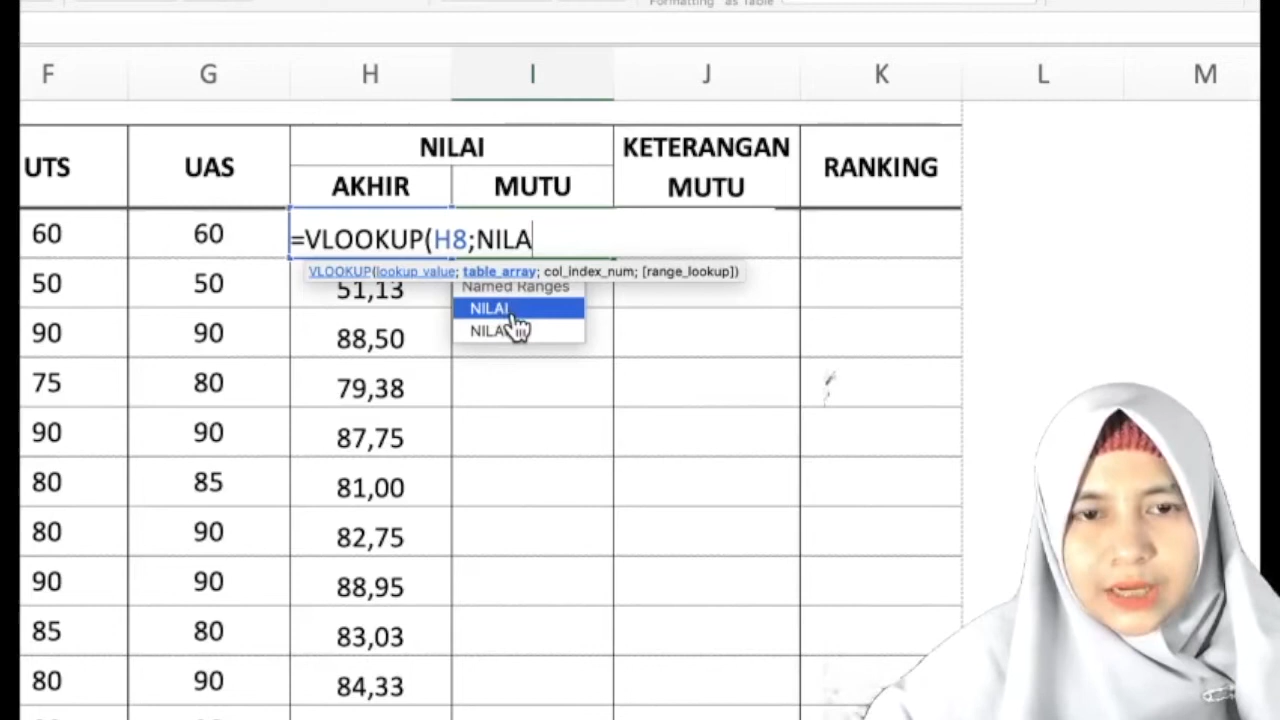 Formatting as Table
F G H I J K L M
UTS UAS NILAI KETERANGAN MUTU RANKING
AKHIR MUTU
60 60 =VLOOKUP(H8;NILA
VLOOKUP(lookup_value; table_array; col_index_num; [range_lookup])
Named Ranges
NILAI
50 50 51,13
90 90 88,50
75 80 79,38
90 90 87,75
80 85 81,00
80 90 82,75
90 90 88,95
85 80 83,03
80 90 84,33